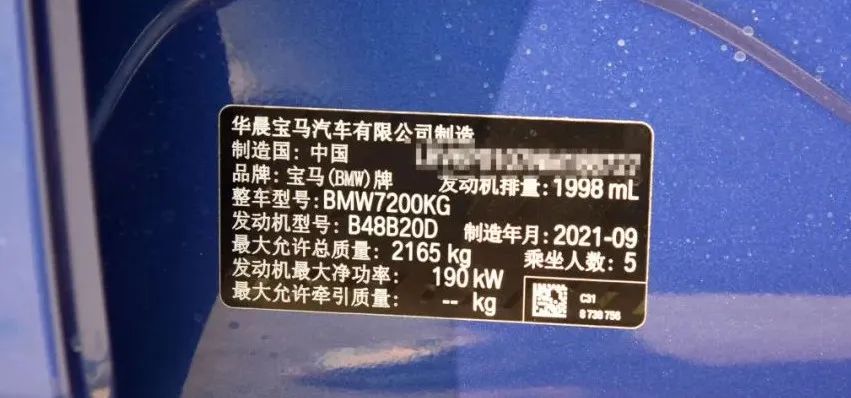 华晨宝马汽车有限公司制造
制造国: 中国
品牌: 宝马(BMW)牌
发动机排量: 1998 mL
整车型号: BMW7200KG
发动机型号: B48B20D
制造年月: 2021-09
最大允许总质量: 2165 kg
乘坐人数: 5
发动机最大净功率: 190 kW
最大允许牵引质量: -- kg
C31
8 738 756